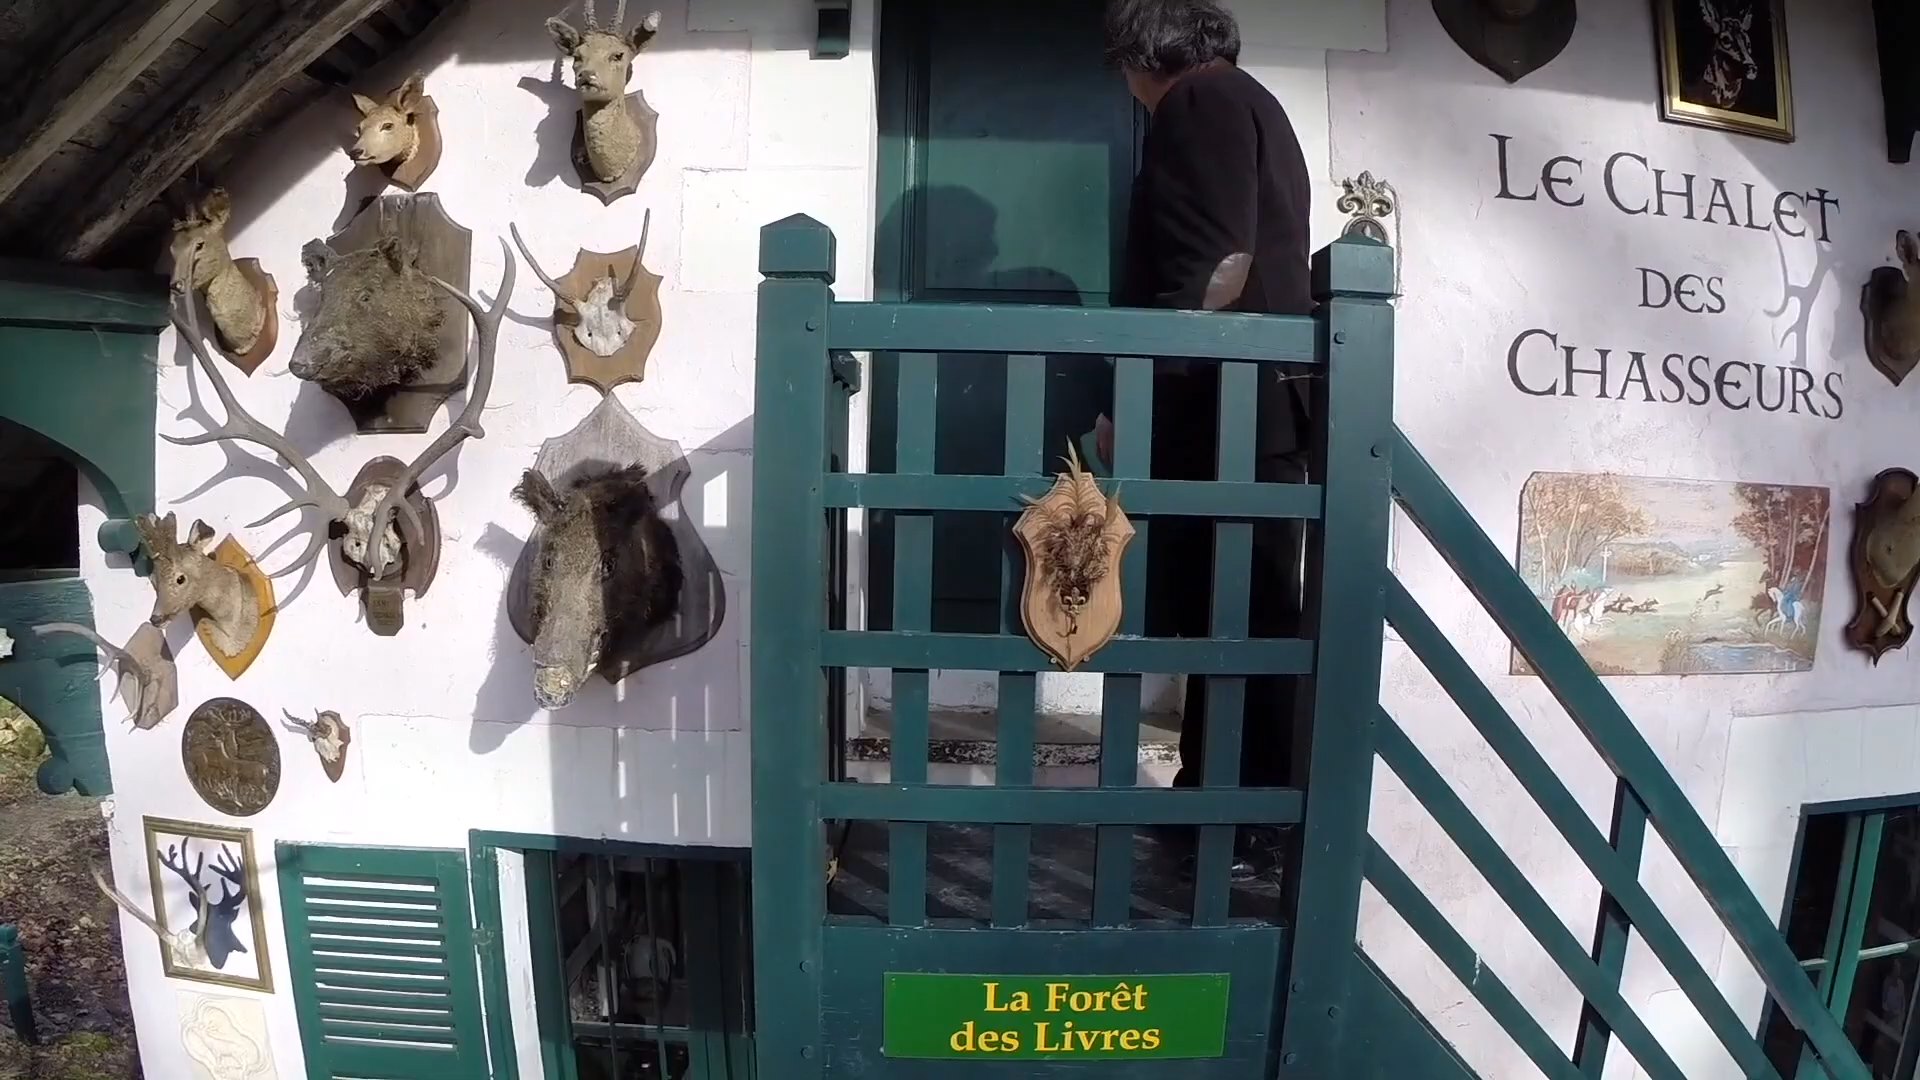 Le Chalet
des
Chasseurs
La Forêt
des Livres